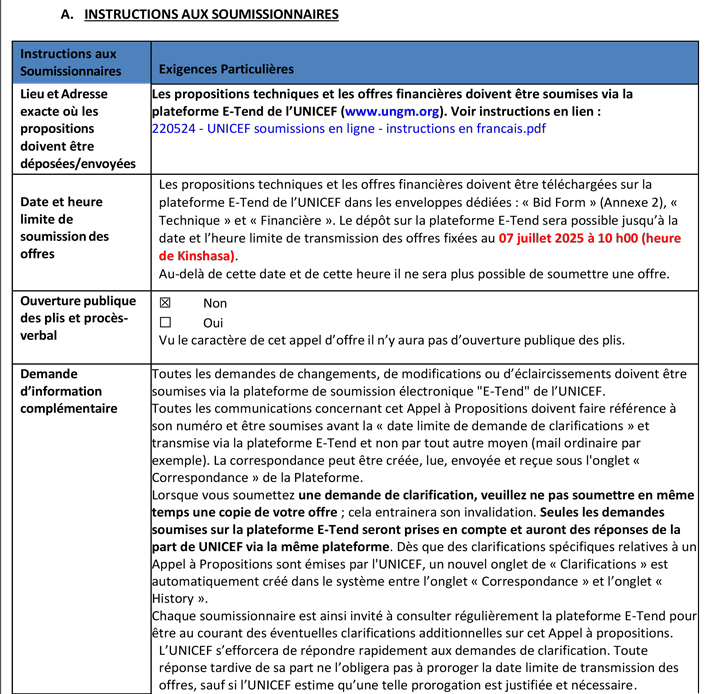 A. INSTRUCTIONS AUX SOUMISSIONNAIRES
Instructions aux
Soumissionnaires
Exigences Particulières
Lieu et Adresse
exacte où les
propositions
doivent être
déposées/envoyées
Les propositions techniques et les offres financières doivent être soumises via la
plateforme E-Tend de l’UNICEF (www.ungm.org). Voir instructions en lien :
220524 - UNICEF soumissions en ligne - instructions en francais.pdf
Date et heure
limite de
soumission des
offres
Les propositions techniques et les offres financières doivent être téléchargées sur la
plateforme E-Tend de l’UNICEF dans les enveloppes dédiées : « Bid Form » (Annexe 2), «
Technique » et « Financière ». Le dépôt sur la plateforme E-Tend sera possible jusqu’à la
date et l’heure limite de transmission des offres fixées au 07 juillet 2025 à 10 h00 (heure
de Kinshasa).
Au-delà de cette date et de cette heure il ne sera plus possible de soumettre une offre.
Ouverture publique
des plis et procès-
verbal
☒ Non
☐ Oui
Vu le caractère de cet appel d’offre il n’y aura pas d’ouverture publique des plis.
Demande
d’information
complémentaire
Toutes les demandes de changements, de modifications ou d’éclaircissements doivent être
soumises via la plateforme de soumission électronique "E-Tend" de l’UNICEF.
Toutes les communications concernant cet Appel à Propositions doivent faire référence à
son numéro et être soumises avant la « date limite de demande de clarifications » et
transmise via la plateforme E-Tend et non par tout autre moyen (mail ordinaire par
exemple). La correspondance peut être créée, lue, envoyée et reçue sous l'onglet «
Correspondance » de la Plateforme.
Lorsque vous soumettez une demande de clarification, veuillez ne pas soumettre en même
temps une copie de votre offre ; cela entrainera son invalidation. Seules les demandes
soumises sur la plateforme E-Tend seront prises en compte et auront des réponses de la
part de UNICEF via la même plateforme. Dès que des clarifications spécifiques relatives à un
Appel à Propositions sont émises par l'UNICEF, un nouvel onglet de « Clarifications » est
automatiquement créé dans le système entre l’onglet « Correspondance » et l’onglet «
History ».
Chaque soumissionnaire est ainsi invité à consulter régulièrement la plateforme E-Tend pour
être au courant des éventuelles clarifications additionnelles sur cet Appel à propositions.
L’UNICEF s’efforcera de répondre rapidement aux demandes de clarification. Toute
réponse tardive de sa part ne l’obligera pas à proroger la date limite de transmission des
offres, sauf si l’UNICEF estime qu’une telle prorogation est justifiée et nécessaire.